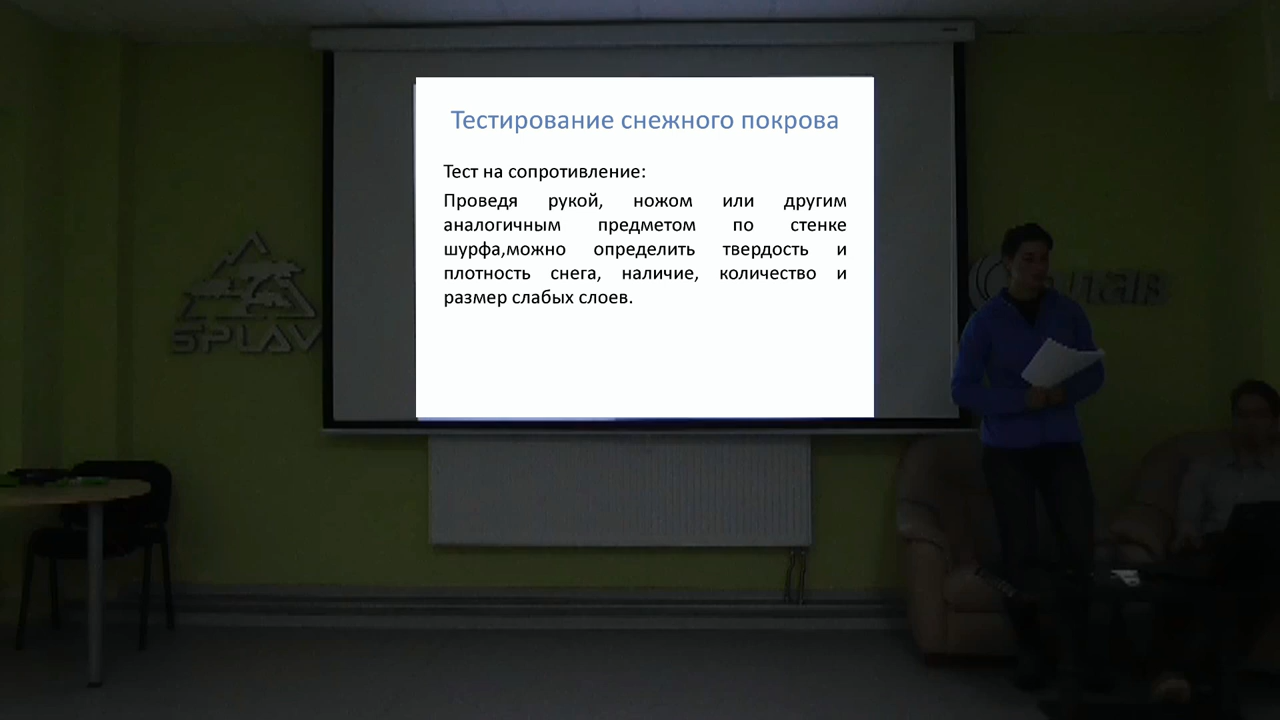 Тестирование снежного покрова
Тест на сопротивление:
Проведя рукой, ножом или другим
аналогичным предметом по стенке
шурфа,можно определить твердость и
плотность снега, наличие, количество и
размер слабых слоев.
SPLAV